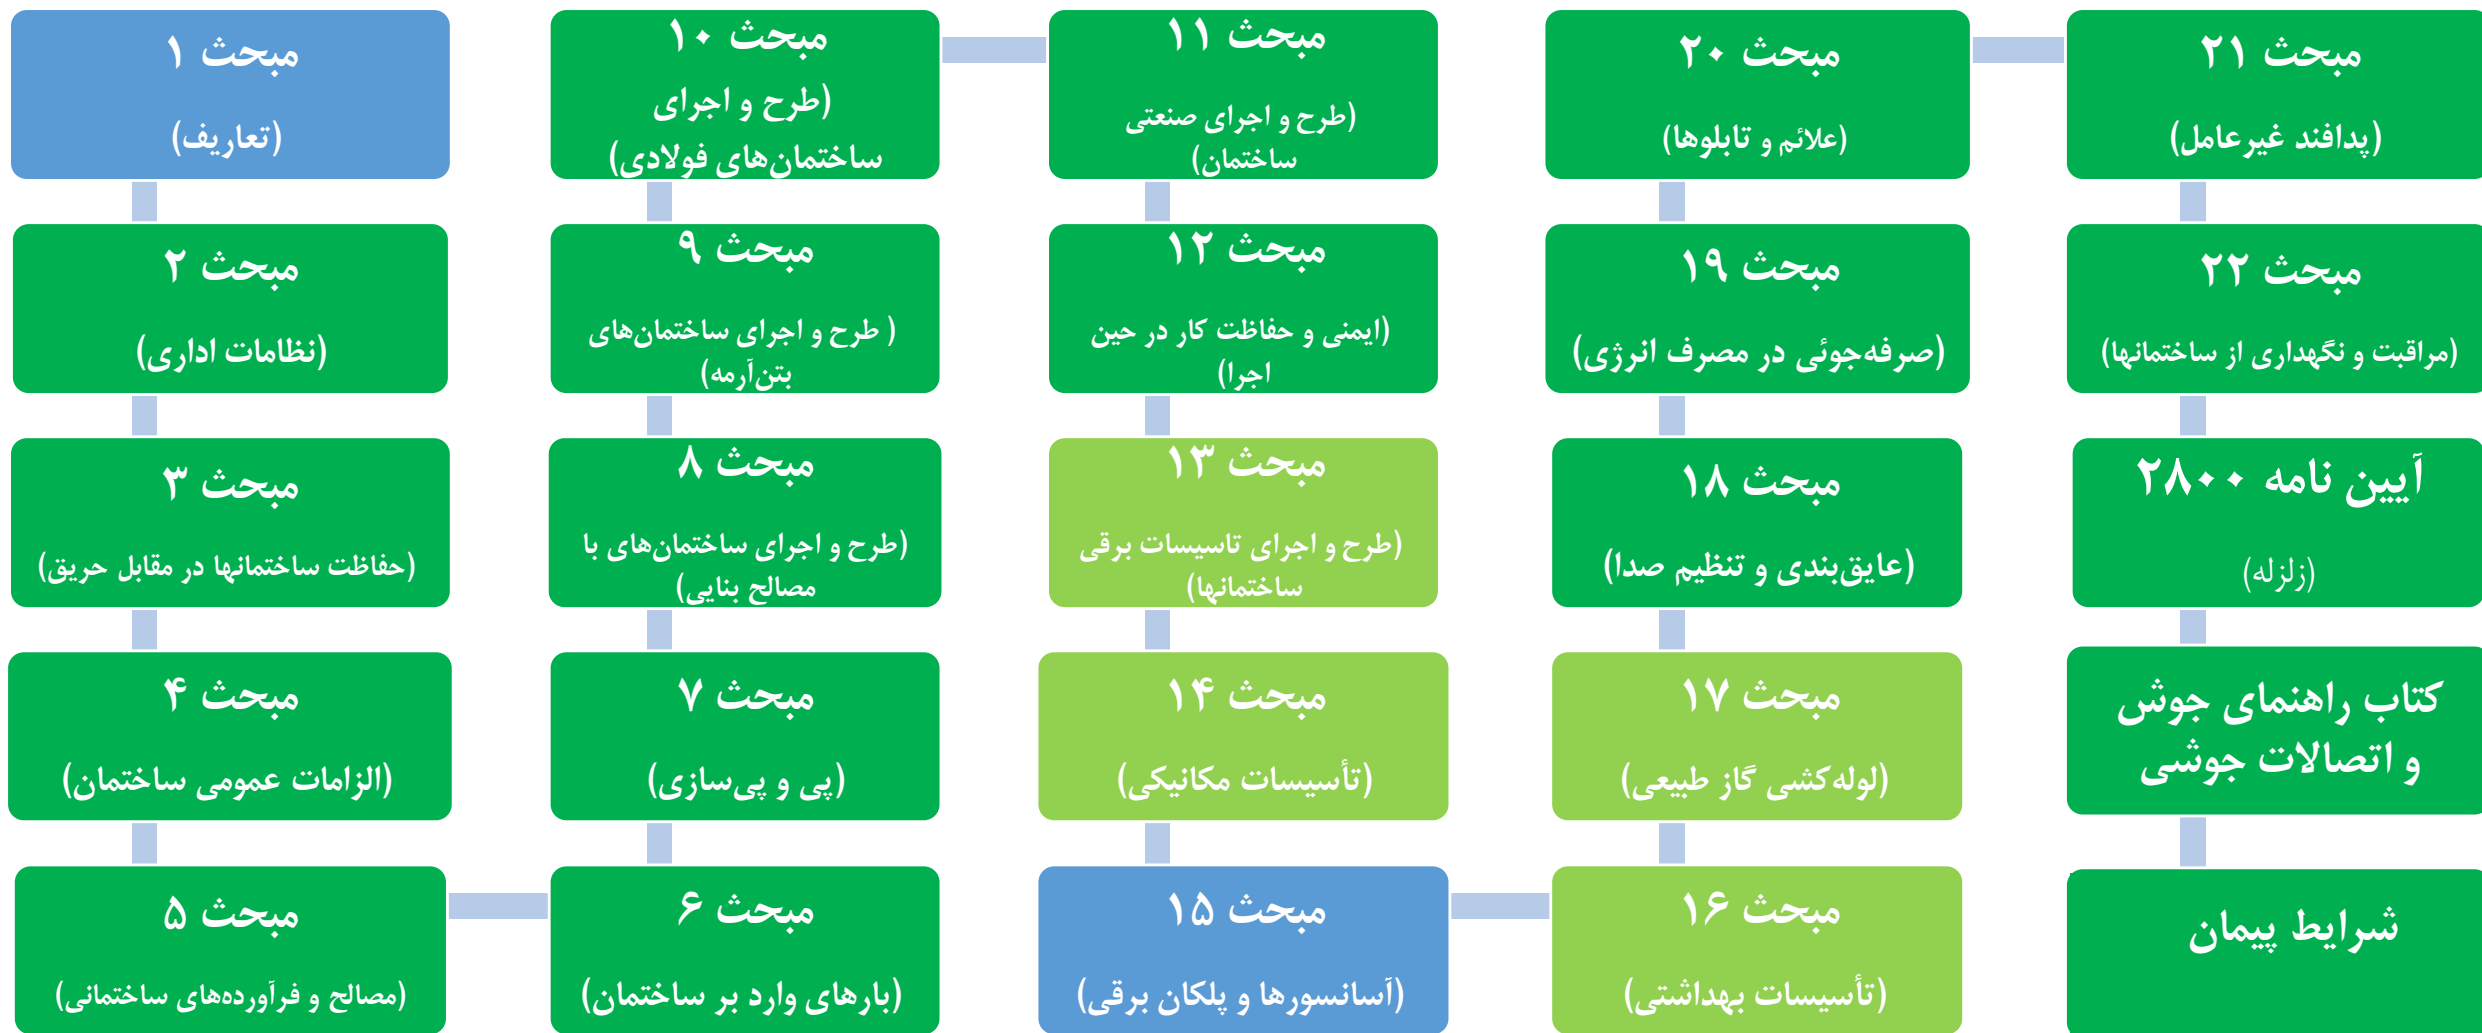 مبحث ۱
(تعاریف)
مبحث ۲
(نظامات اداری)
مبحث ۳
(حفاظت ساختمانها در مقابل حریق)
مبحث ۴
(الزامات عمومی ساختمان)
مبحث ۵
(مصالح و فرآورده‌های ساختمانی)
مبحث ۶
(بارهای وارد بر ساختمان)
مبحث ۷
(پی و پی‌سازی)
مبحث ۸
(طرح و اجرای ساختمان‌های با
مصالح بنایی)
مبحث ۹
( طرح و اجرای ساختمان‌های
بتن‌آرمه)
مبحث ۱۰
(طرح و اجرای
ساختمان‌های فولادی)
مبحث ۱۱
(طرح و اجرای صنعتی
ساختمان)
مبحث ۱۲
(ایمنی و حفاظت کار در حین
اجرا)
مبحث ۱۳
(طرح و اجرای تاسیسات برقی
ساختمانها)
مبحث ۱۴
(تأسیسات مکانیکی)
مبحث ۱۵
(آسانسورها و پلکان برقی)
مبحث ۱۶
(تأسیسات بهداشتی)
مبحث ۱۷
(لوله‌کشی گاز طبیعی)
مبحث ۱۸
(عایق‌بندی و تنظیم صدا)
مبحث ۱۹
(صرفه‌جوئی در مصرف انرژی)
مبحث ۲۰
(علائم و تابلوها)
مبحث ۲۱
(پدافند غیرعامل)
مبحث ۲۲
(مراقبت و نگهداری از ساختمانها)
آیین نامه ۲۸۰۰
(زلزله)
کتاب راهنمای جوش
و اتصالات جوشی
شرایط پیمان